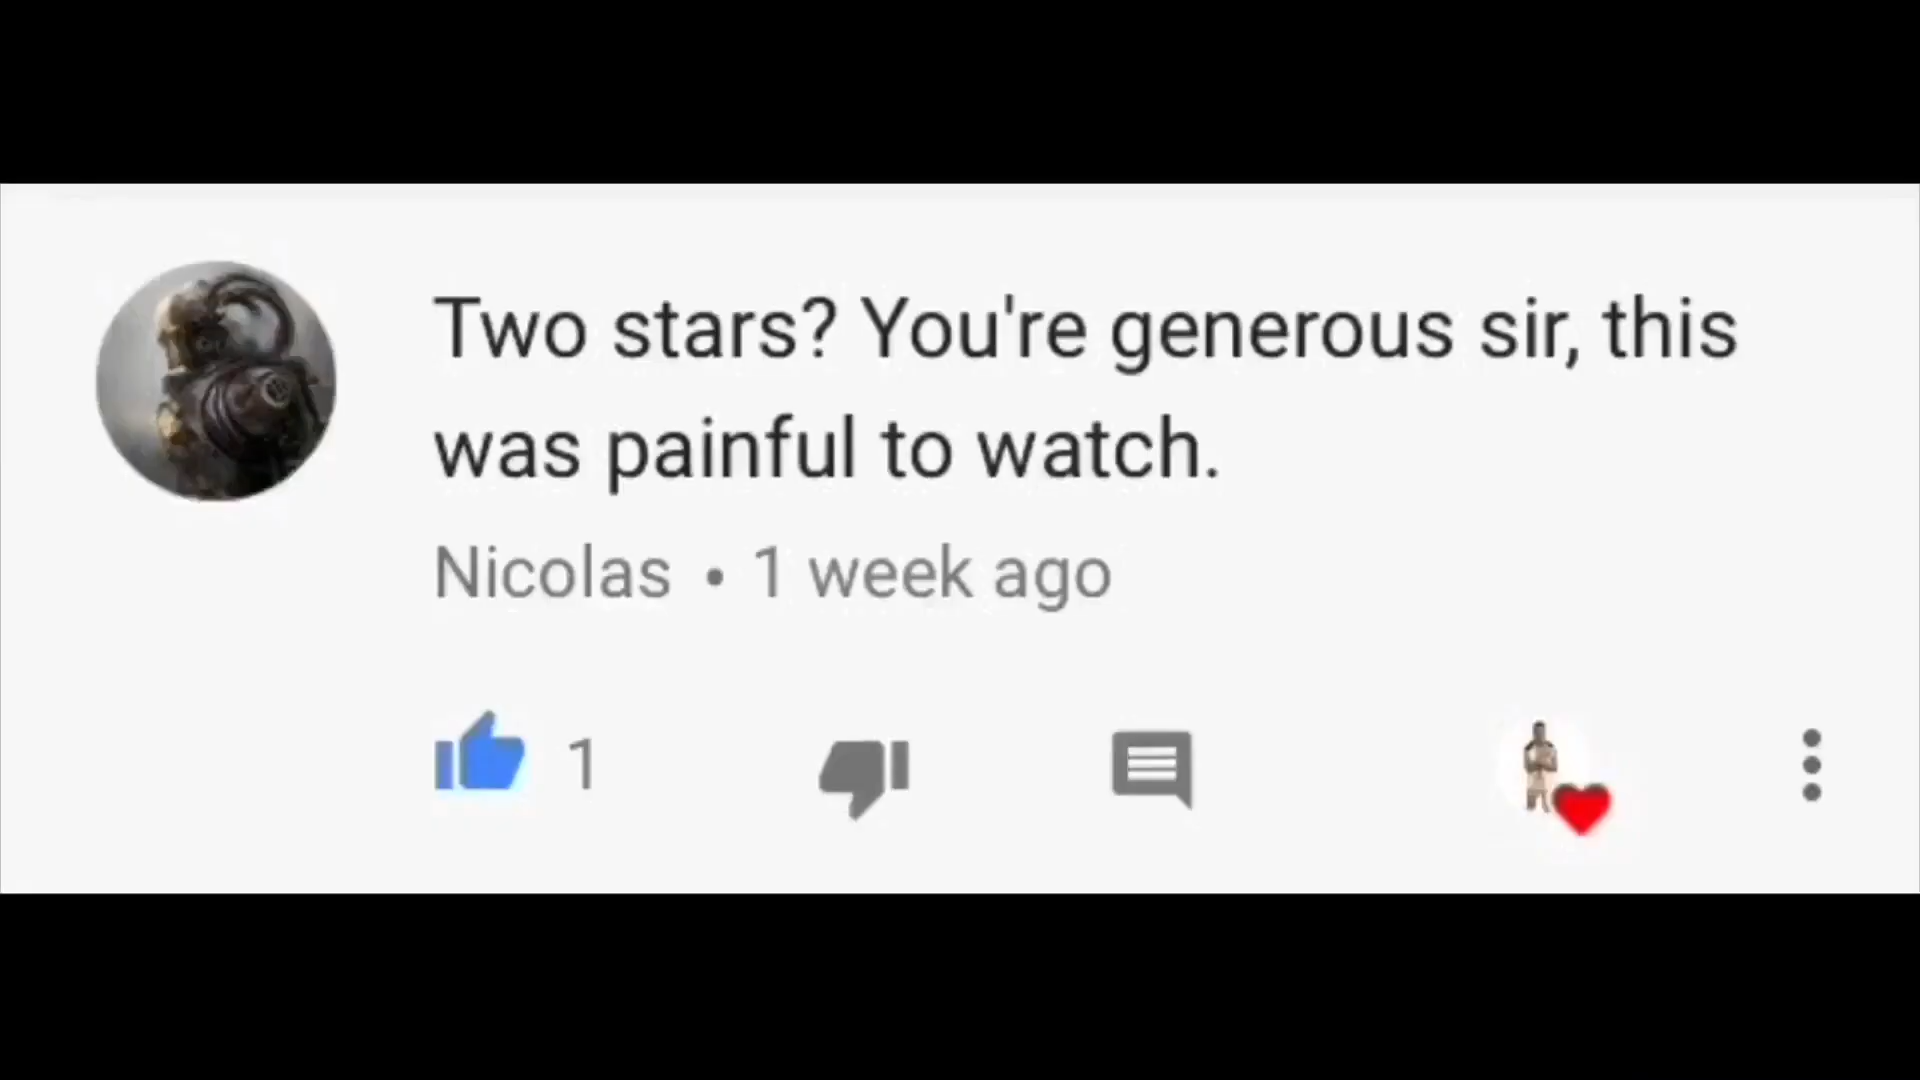 Two stars? You're generous sir, this
was painful to watch.
Nicolas • 1 week ago
1